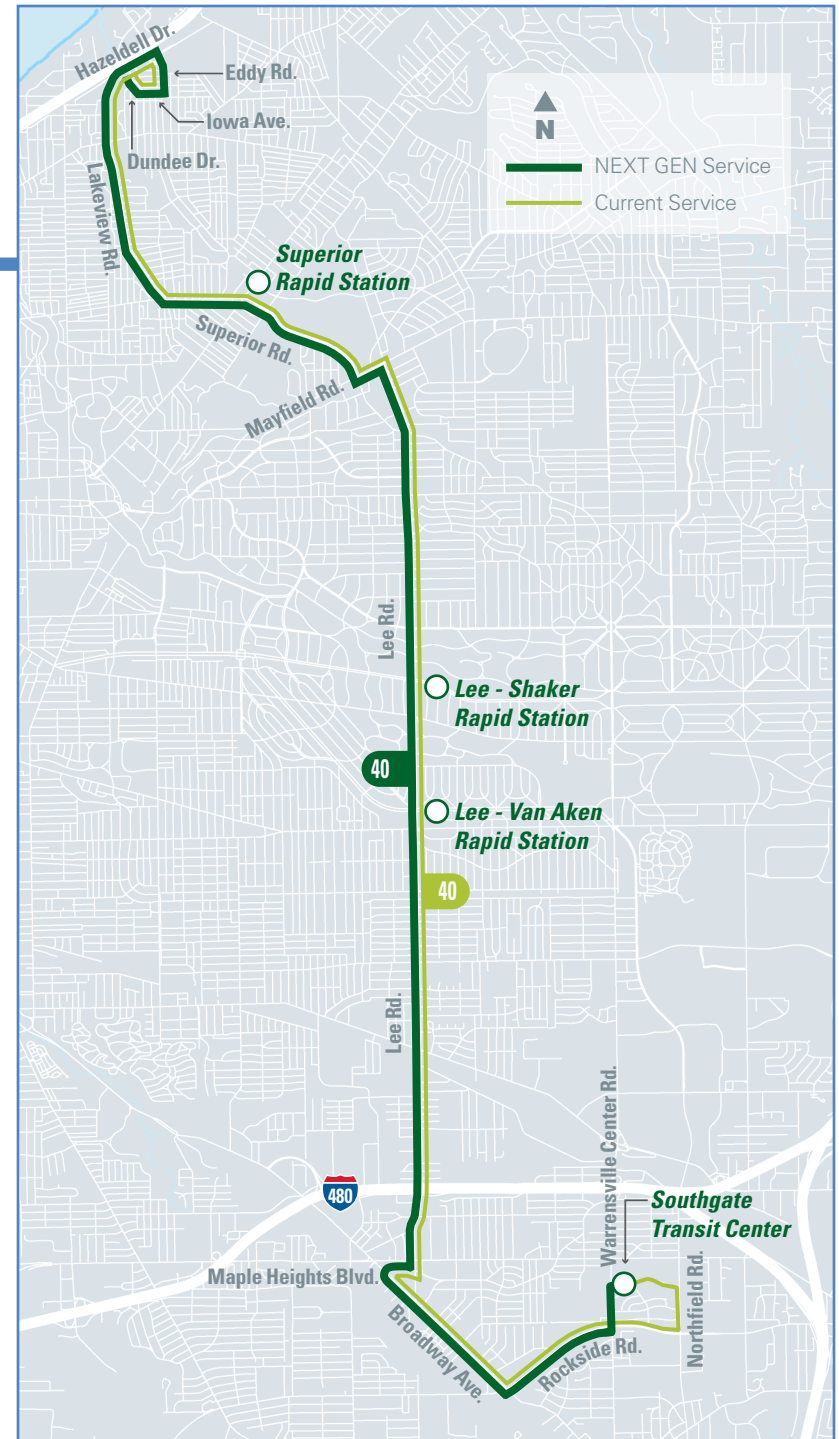 Hazeldell Dr.
Eddy Rd.
Iowa Ave.
Dundee Dr.
N
NEXT GEN Service
Current Service
Lakeview Rd.
Superior
Rapid Station
Superior Rd.
Mayfield Rd.
Lee Rd.
Lee - Shaker
Rapid Station
40
Lee - Van Aken
Rapid Station
40
Lee Rd.
Warrensville Center Rd.
480
Southgate
Transit Center
Maple Heights Blvd.
Northfield Rd.
Broadway Ave.
Rockside Rd.